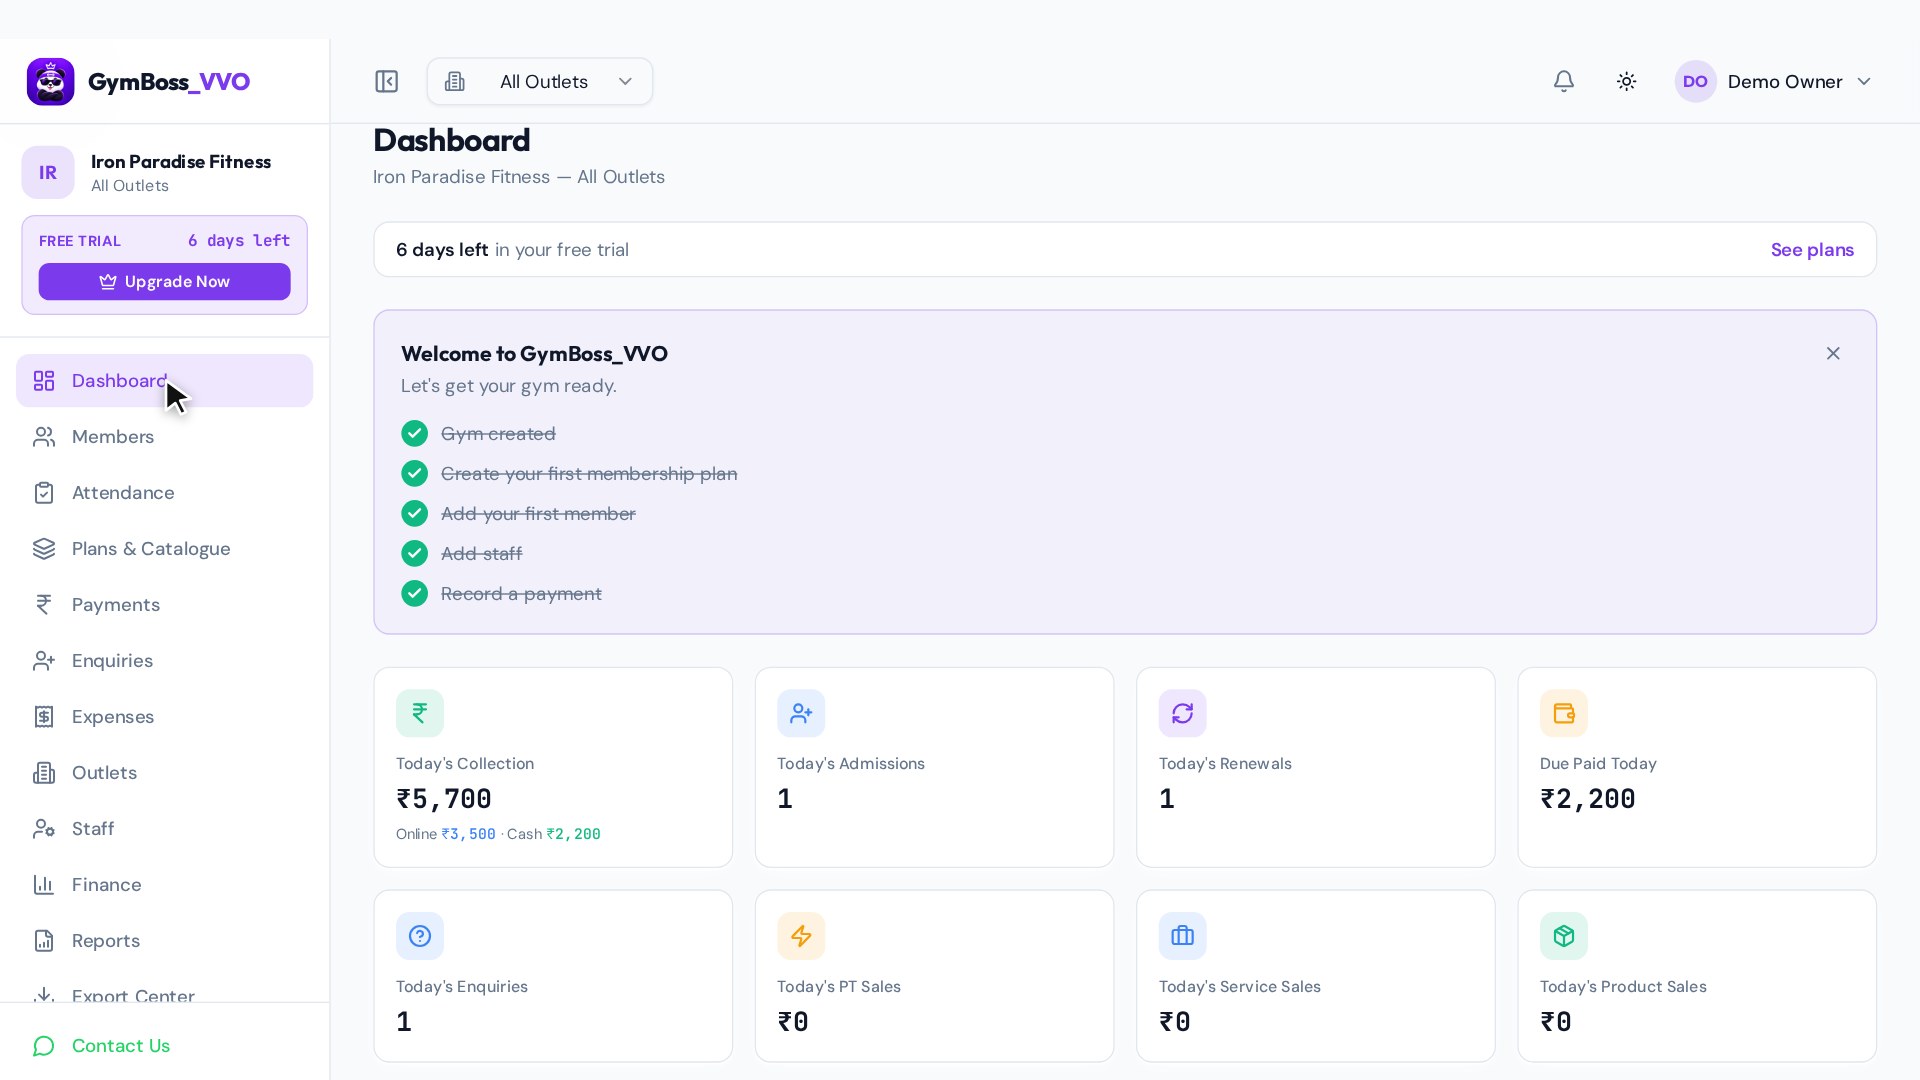 GymBoss_VVO
All Outlets
DO Demo Owner
IR
Iron Paradise Fitness
All Outlets
FREE TRIAL 6 days left
Upgrade Now
Dashboard
Members
Attendance
Plans & Catalogue
Payments
Enquiries
Expenses
Outlets
Staff
Finance
Reports
Export Center
Contact Us
Dashboard
Iron Paradise Fitness — All Outlets
6 days left in your free trial
See plans
Welcome to GymBoss_VVO
Let's get your gym ready.
Gym created
Create your first membership plan
Add your first member
Add staff
Record a payment
Today's Collection
₹5,700
Online ₹3,500 · Cash ₹2,200
Today's Admissions
1
Today's Renewals
1
Due Paid Today
₹2,200
Today's Enquiries
1
Today's PT Sales
₹0
Today's Service Sales
₹0
Today's Product Sales
₹0